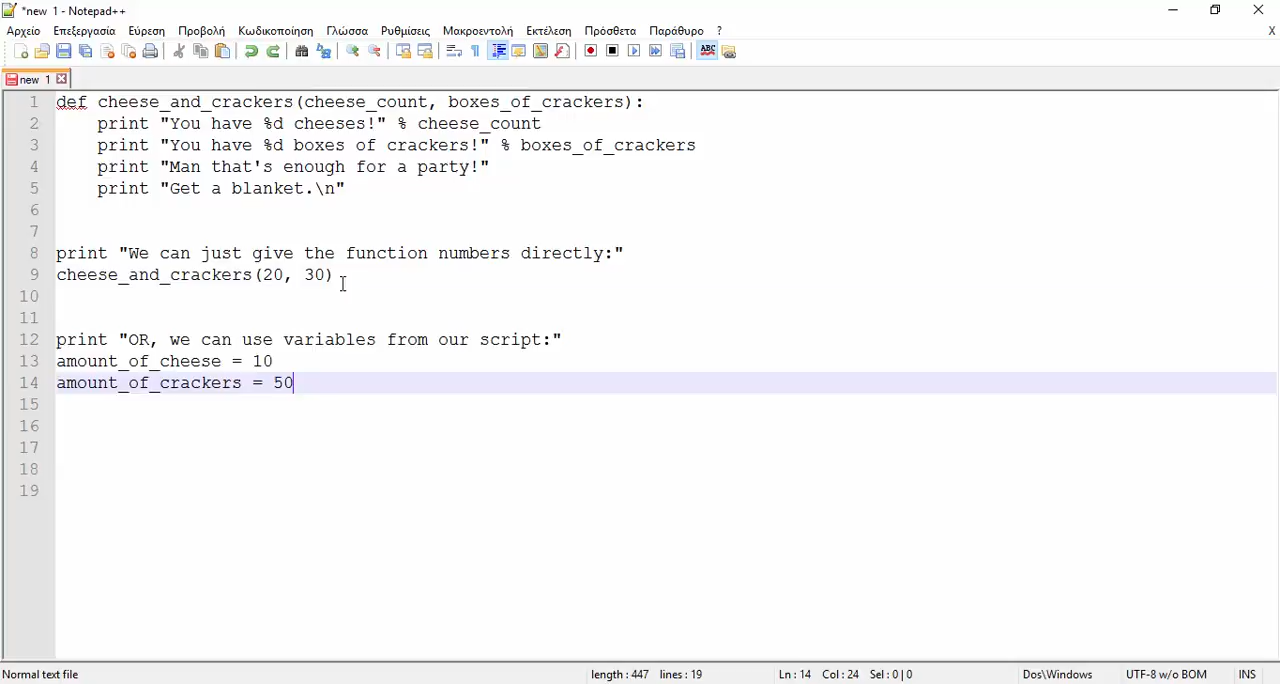 *new 1 - Notepad++
Αρχείο Επεξεργασία Εύρεση Προβολή Κωδικοποίηση Γλώσσα Ρυθμίσεις Μακροεντολή Εκτέλεση Πρόσθετα Παράθυρο ? X
ABC
new 1
1 def cheese_and_crackers(cheese_count, boxes_of_crackers):
2     print "You have %d cheeses!" % cheese_count
3     print "You have %d boxes of crackers!" % boxes_of_crackers
4     print "Man that's enough for a party!"
5     print "Get a blanket.\n"
6
7
8 print "We can just give the function numbers directly:"
9 cheese_and_crackers(20, 30)
10
11
12 print "OR, we can use variables from our script:"
13 amount_of_cheese = 10
14 amount_of_crackers = 50
15
16
17
18
19
Normal text file length : 447 lines : 19 Ln : 14 Col : 24 Sel : 0 | 0 Dos\Windows UTF-8 w/o BOM INS